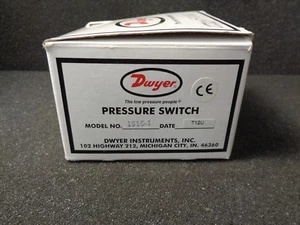 Dwyer
The low pressure people®
CE
PRESSURE SWITCH
MODEL NO. DATE
DWYER INSTRUMENTS, INC.
102 HIGHWAY 212, MICHIGAN CITY, IN. 46360